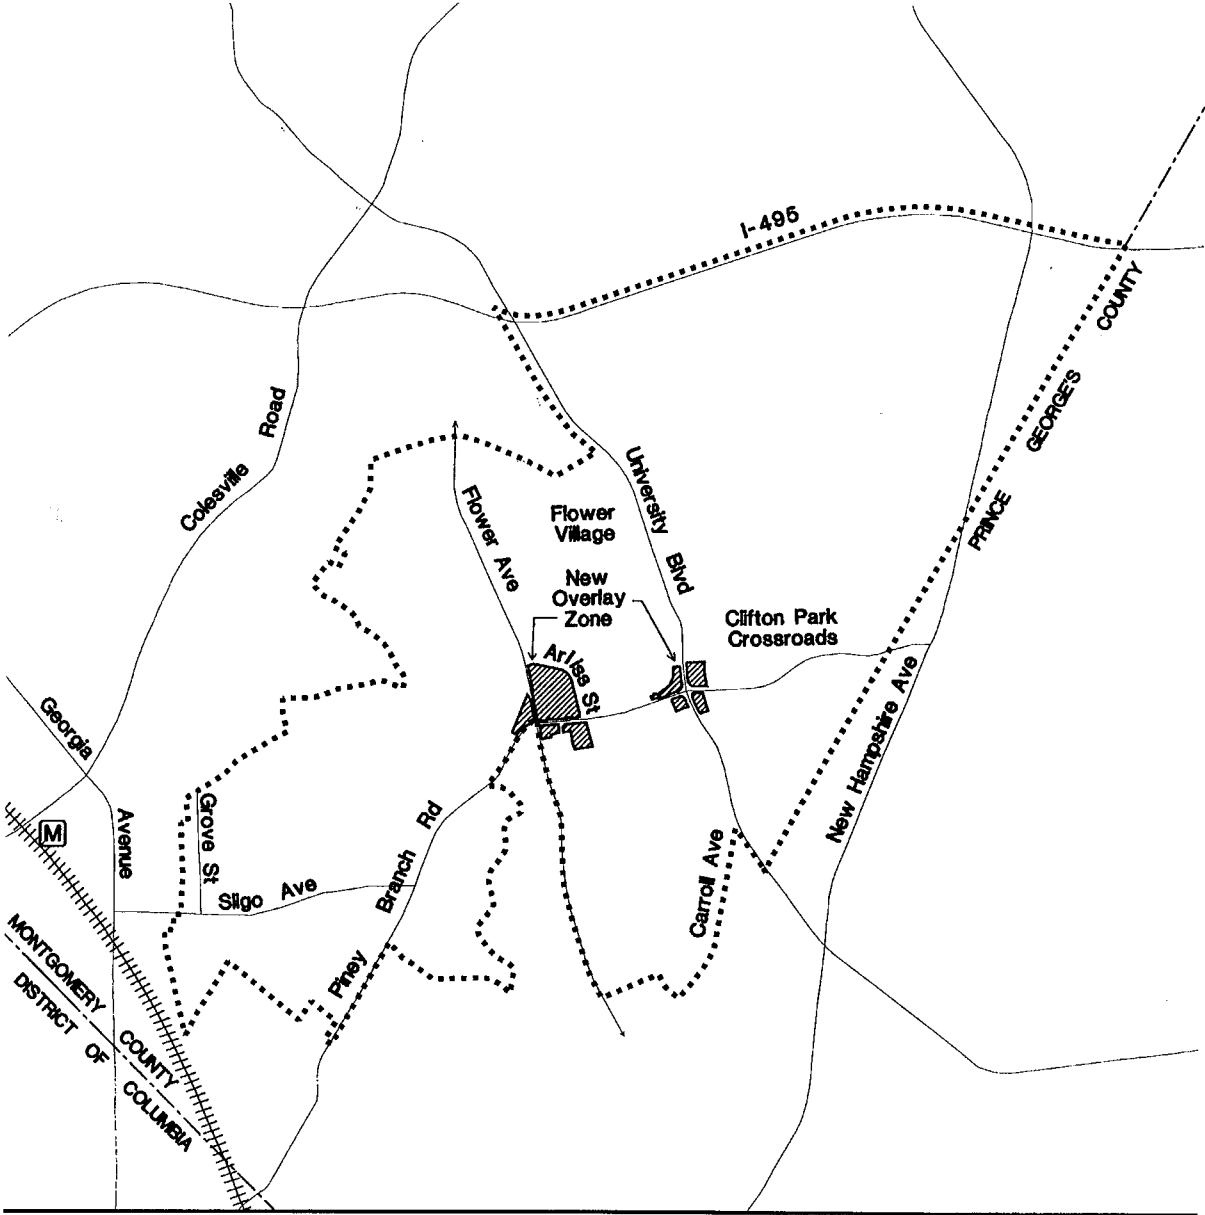 I-495
COUNTY
GEORGE'S
PRINCE
Road
Colesville
University
Blvd
Flower Ave
Flower
Village
New
Overlay
Zone
Clifton Park
Crossroads
Arliss St
Georgia
Avenue
New Hampshire Ave
M
Grove St
Sligo Ave
Branch Rd
Piney
Carroll Ave
MONTGOMERY COUNTY
DISTRICT OF COLUMBIA